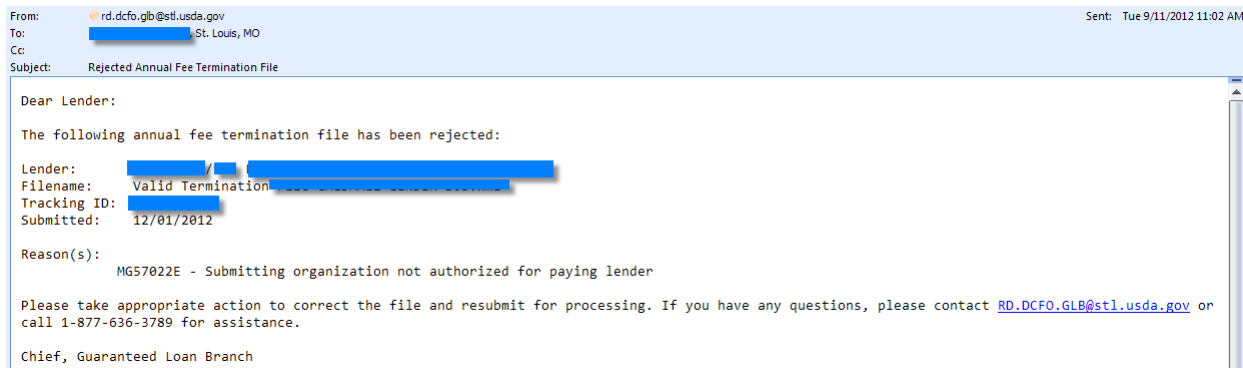 From: rd.dcfo.glb@stl.usda.gov Sent: Tue 9/11/2012 11:02 AM
To: , St. Louis, MO
Cc:
Subject: Rejected Annual Fee Termination File
Dear Lender:
The following annual fee termination file has been rejected:
Lender: /
Filename: Valid Termination
Tracking ID:
Submitted: 12/01/2012
Reason(s):
MG57022E - Submitting organization not authorized for paying lender
Please take appropriate action to correct the file and resubmit for processing. If you have any questions, please contact RD.DCFO.GLB@stl.usda.gov or
call 1-877-636-3789 for assistance.
Chief, Guaranteed Loan Branch